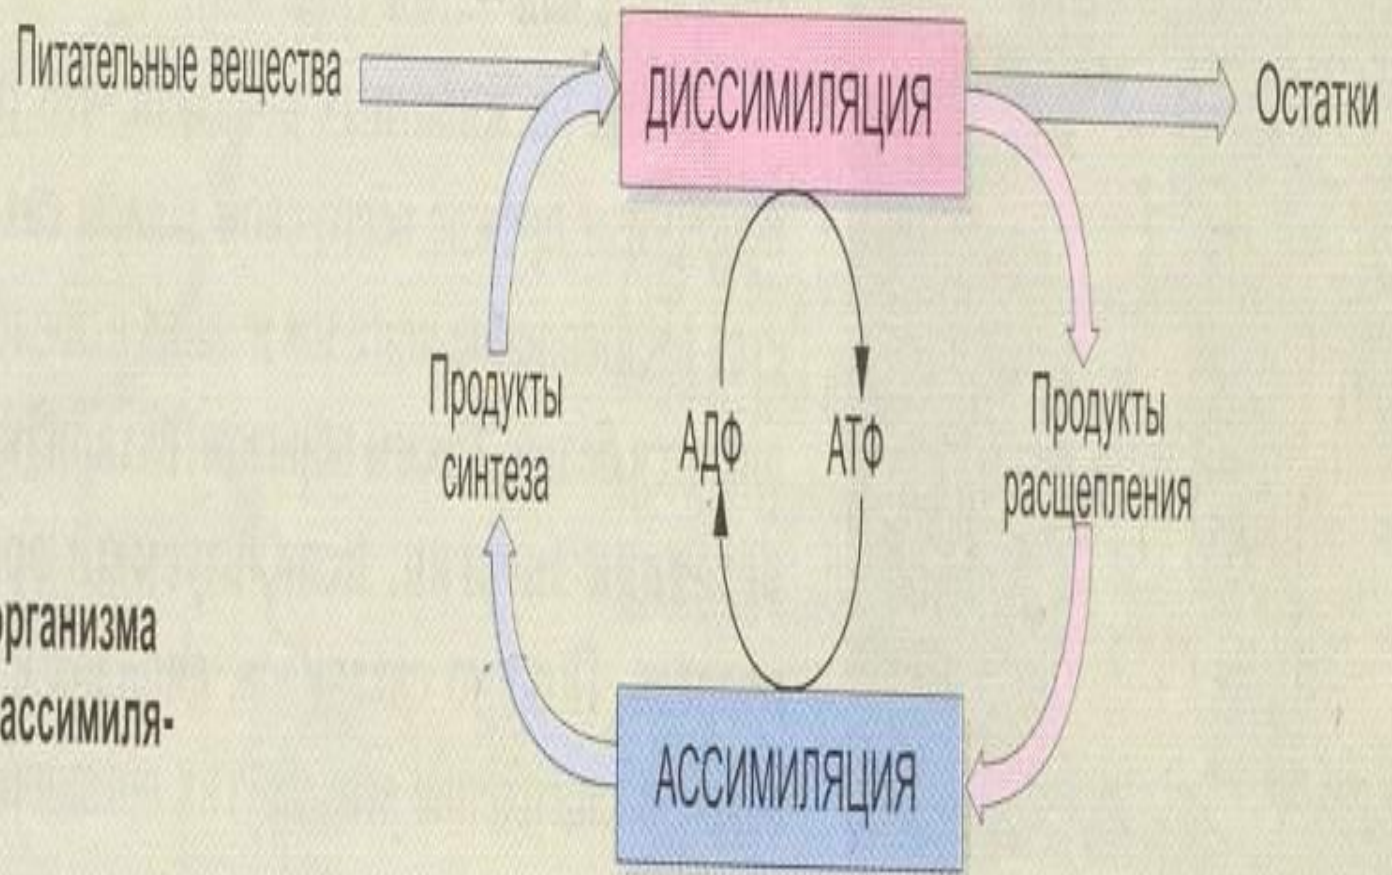 Питательные вещества
ДИССИМИЛЯЦИЯ
Остатки
Продукты
синтеза
АДФ
АТФ
Продукты
расщепления
организма
ассимиля-
АССИМИЛЯЦИЯ